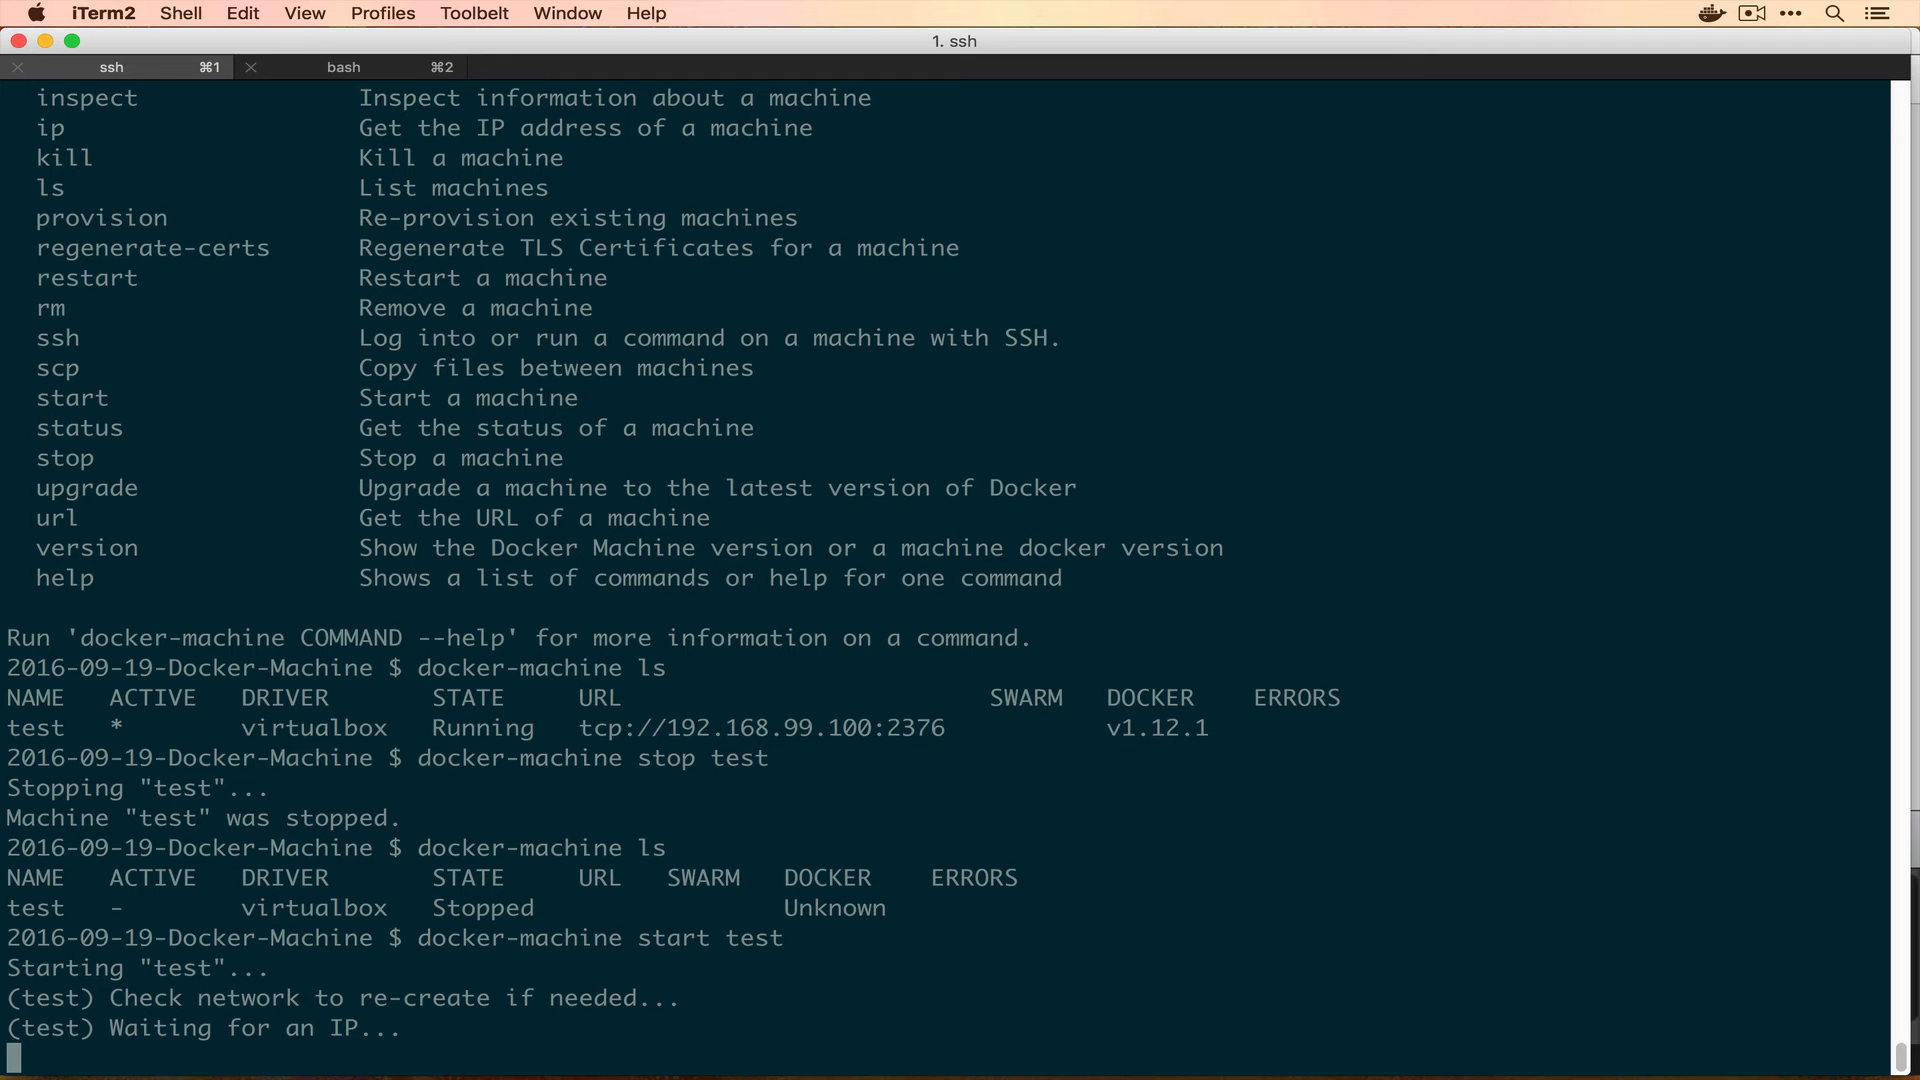 iTerm2 Shell Edit View Profiles Toolbelt Window Help
1. ssh
ssh ⌘1 bash ⌘2
inspect Inspect information about a machine
ip Get the IP address of a machine
kill Kill a machine
ls List machines
provision Re-provision existing machines
regenerate-certs Regenerate TLS Certificates for a machine
restart Restart a machine
rm Remove a machine
ssh Log into or run a command on a machine with SSH.
scp Copy files between machines
start Start a machine
status Get the status of a machine
stop Stop a machine
upgrade Upgrade a machine to the latest version of Docker
url Get the URL of a machine
version Show the Docker Machine version or a machine docker version
help Shows a list of commands or help for one command
Run 'docker-machine COMMAND --help' for more information on a command.
2016-09-19-Docker-Machine $ docker-machine ls
NAME ACTIVE DRIVER STATE URL SWARM DOCKER ERRORS
test * virtualbox Running tcp://192.168.99.100:2376 v1.12.1
2016-09-19-Docker-Machine $ docker-machine stop test
Stopping "test"...
Machine "test" was stopped.
2016-09-19-Docker-Machine $ docker-machine ls
NAME ACTIVE DRIVER STATE URL SWARM DOCKER ERRORS
test - virtualbox Stopped Unknown
2016-09-19-Docker-Machine $ docker-machine start test
Starting "test"...
(test) Check network to re-create if needed...
(test) Waiting for an IP...